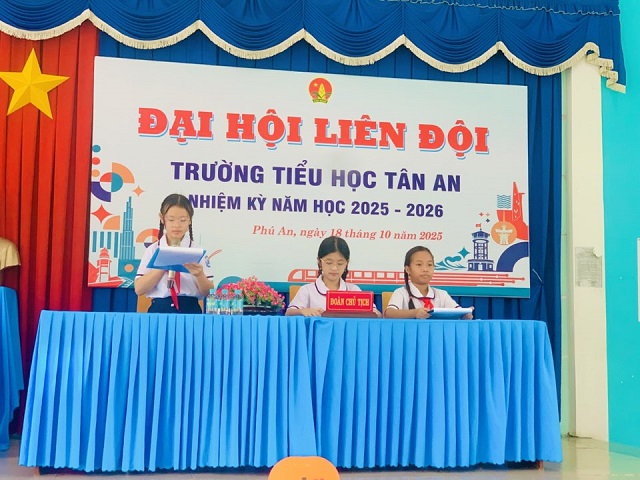 ĐẠI HỘI LIÊN ĐỘI
TRƯỜNG TIỂU HỌC TÂN AN
NHIỆM KỲ NĂM HỌC 2025 - 2026
Phú An, ngày 18 tháng 10 năm 2025
ĐOÀN CHỦ TỊCH